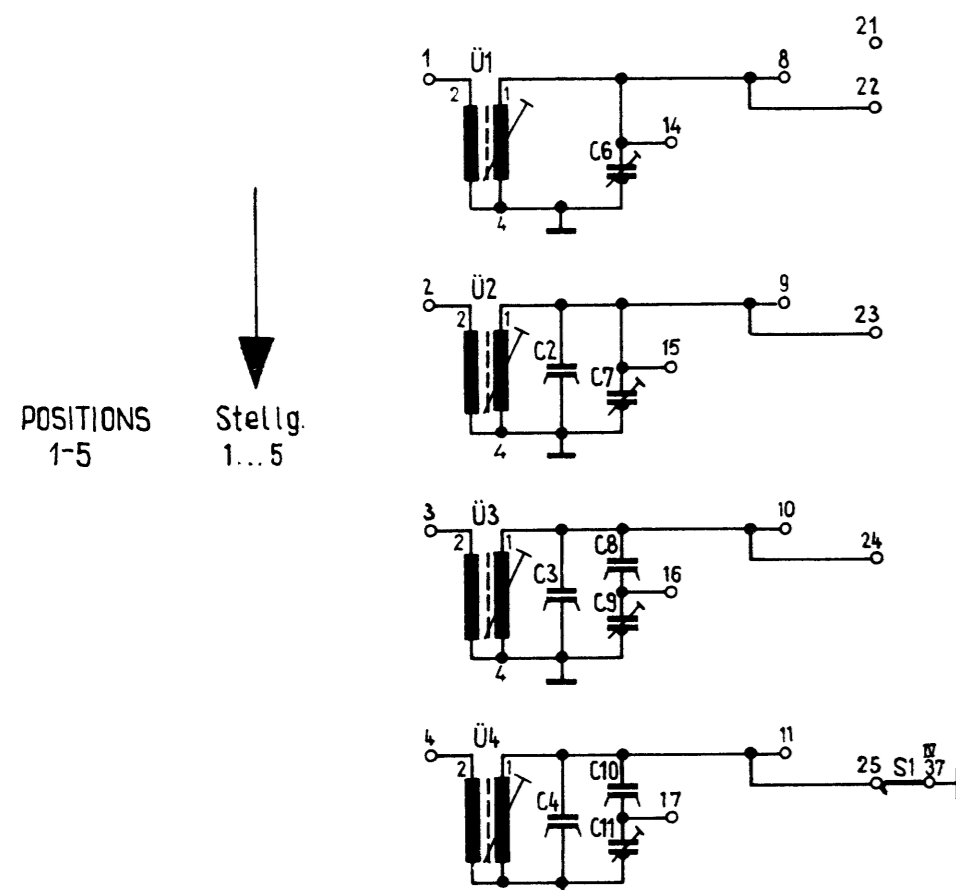 21
1 Ü1 8
2 1 22
C6 14
4
2 Ü2 9
2 1 23
C2 C7 15
4
POSITIONS Stellg.
1-5 1...5
3 Ü3 10
2 1 24
C8
C3 16
C9
4
4 Ü4 11
2 1 C10 25 S1 IV 37
C4 17
C11